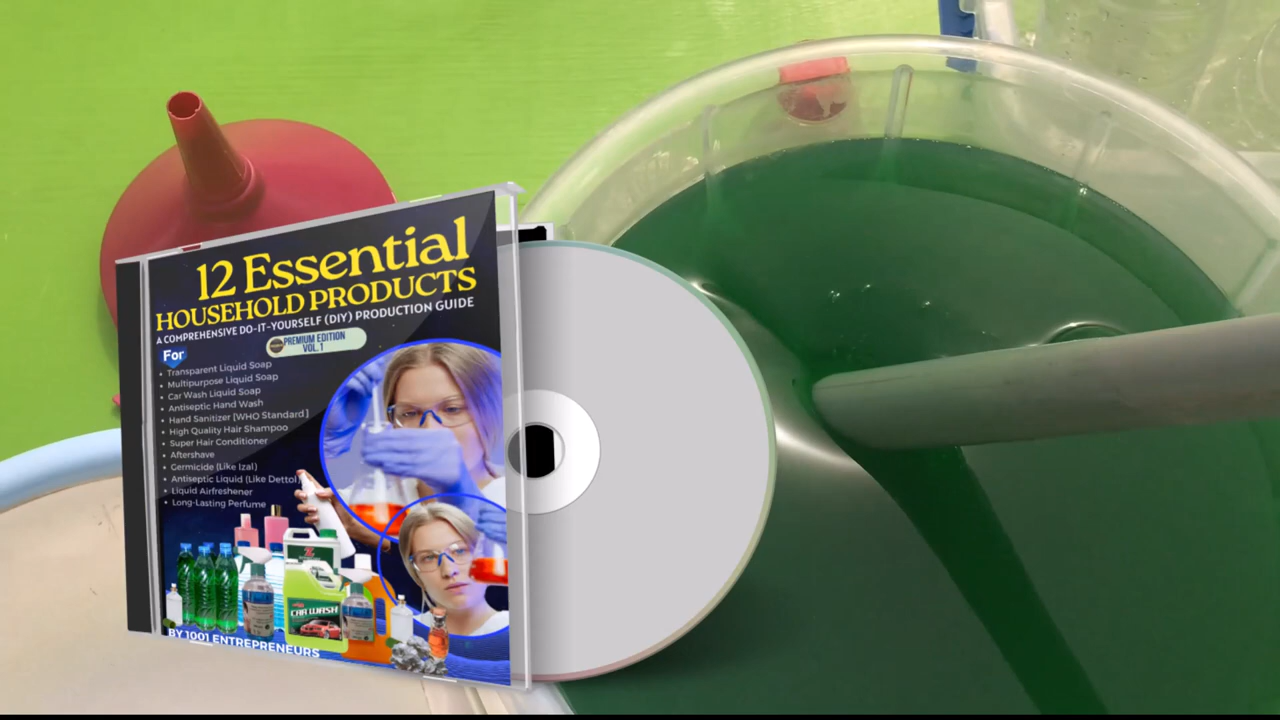 12 Essential
HOUSEHOLD PRODUCTS
A COMPREHENSIVE DO-IT-YOURSELF (DIY) PRODUCTION GUIDE
PREMIUM EDITION
VOL. 1
For
• Transparent Liquid Soap
• Multipurpose Liquid Soap
• Car Wash Liquid Soap
• Antiseptic Hand Wash
• Hand Sanitizer [WHO Standard]
• High Quality Hair Shampoo
• Super Hair Conditioner
• Aftershave
• Germicide (Like Izal)
• Antiseptic Liquid (Like Dettol)
• Liquid Airfreshener
• Long-Lasting Perfume
CAR WASH
BY 1001 ENTREPRENEURS